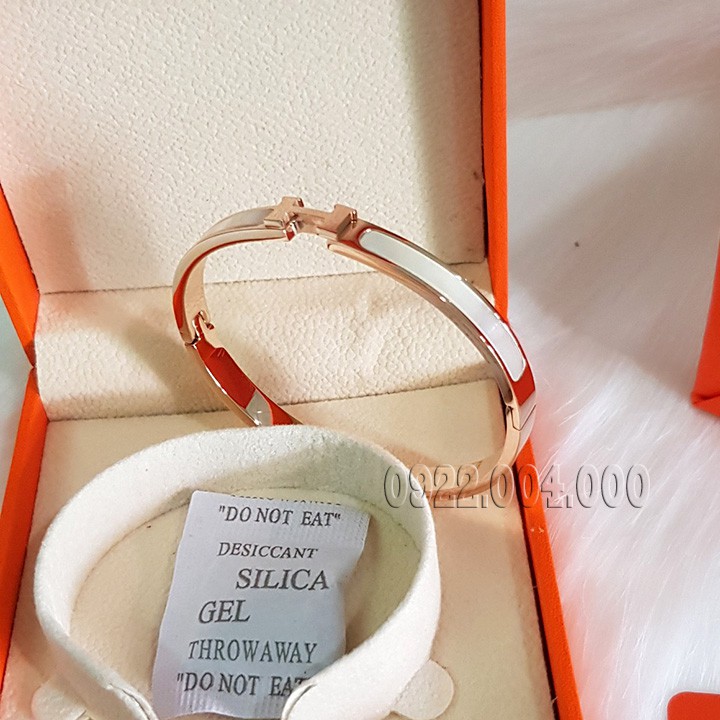 0922.004.000
"DO NOT EAT"
DESICCANT
SILICA
GEL
THROWAWAY
"DO NOT EAT